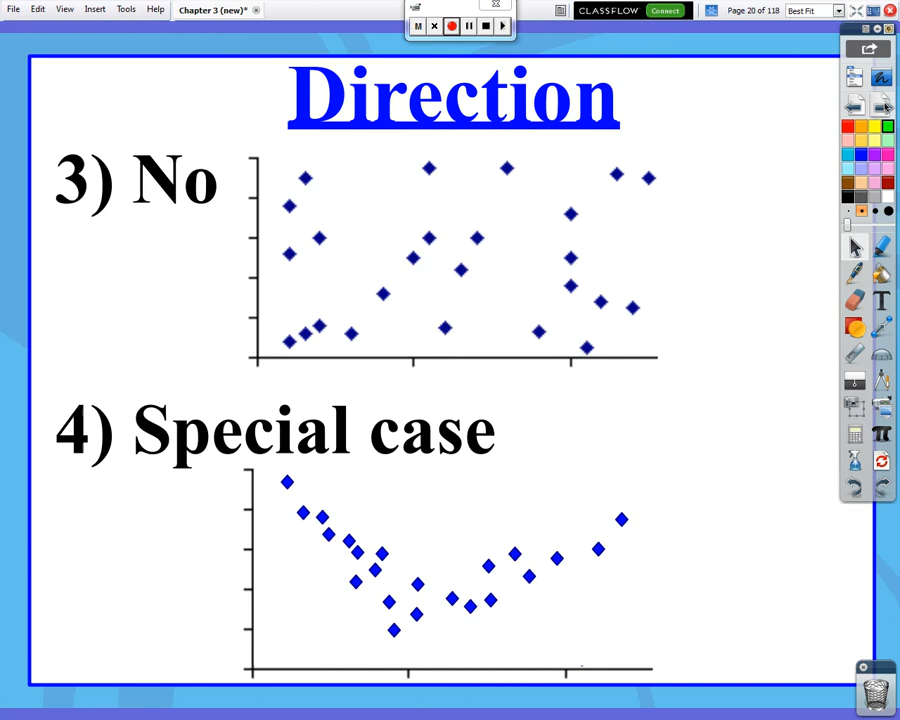 File Edit View Insert Tools Help Chapter 3 (new)* CLASSFLOW Connect Page 20 of 118 Best Fit
M
Direction
3) No
4) Special case
T
π